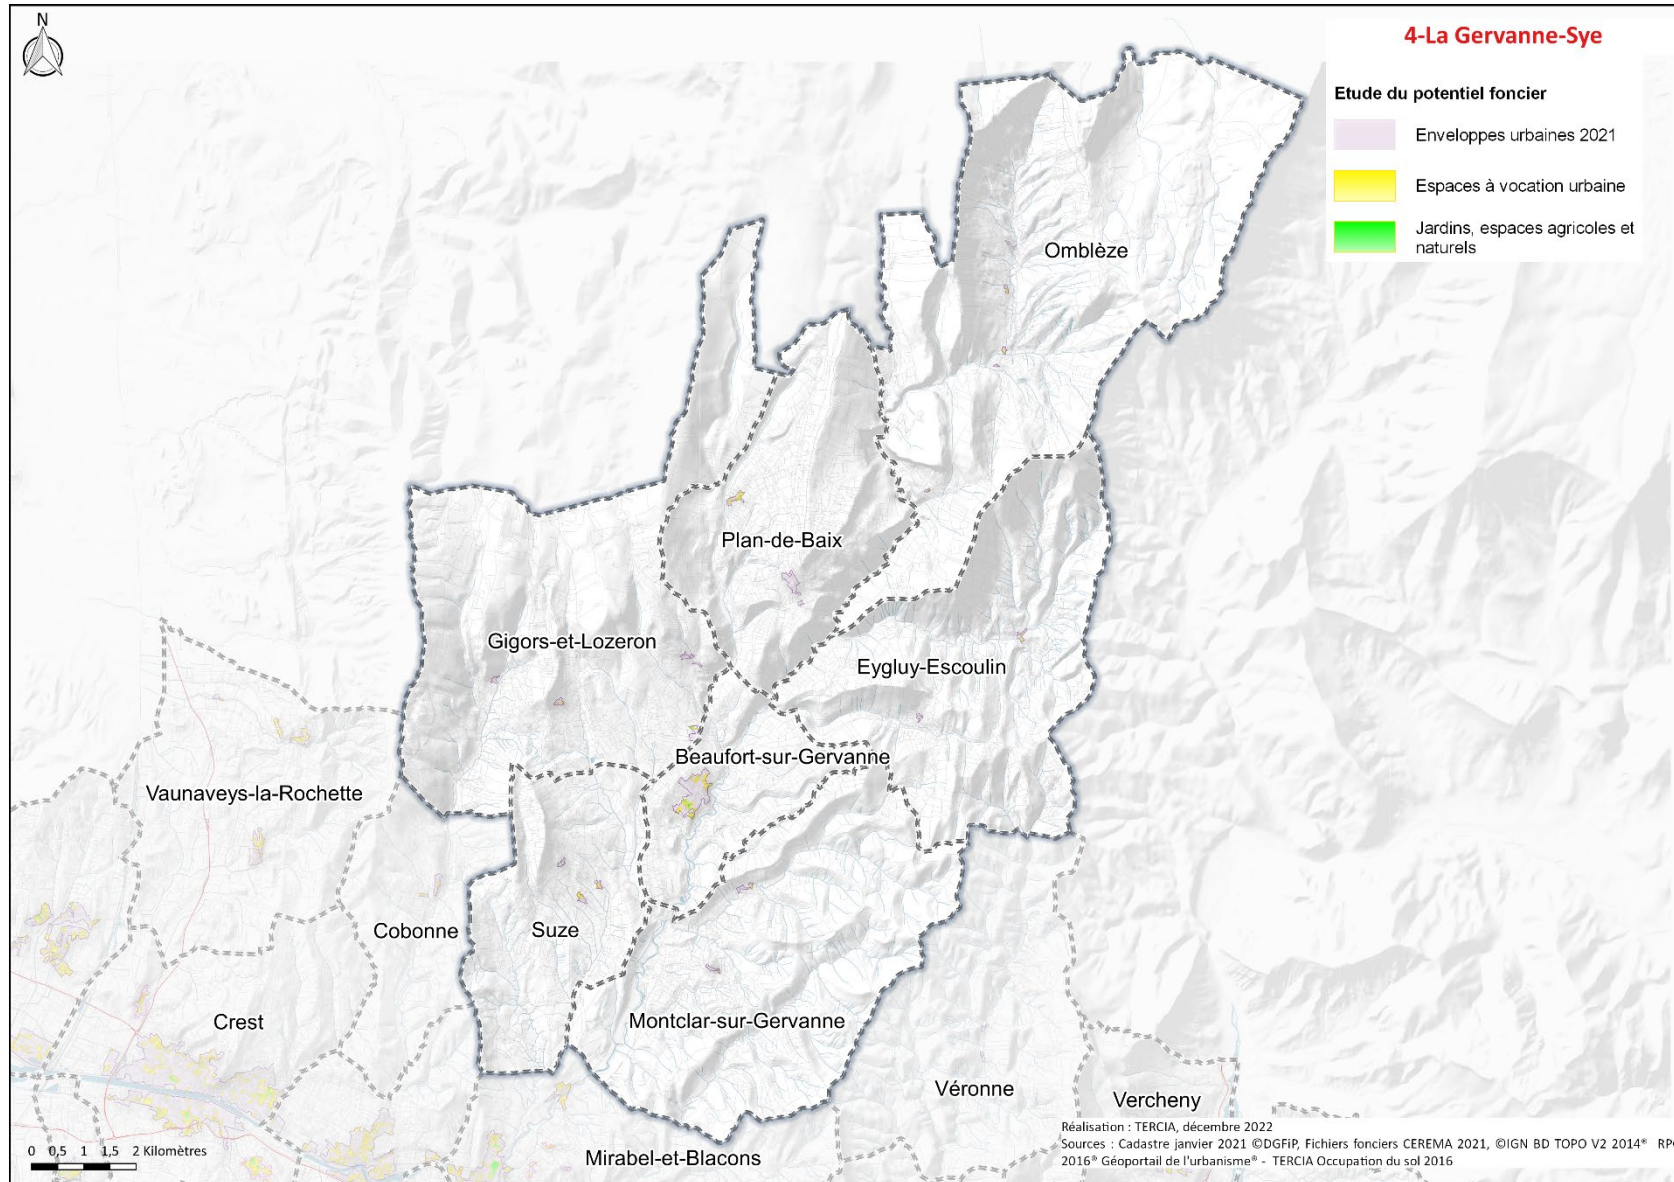 N
4-La Gervanne-Sye
Etude du potentiel foncier
Enveloppes urbaines 2021
Espaces à vocation urbaine
Jardins, espaces agricoles et
naturels
Omblèze
Plan-de-Baix
Gigors-et-Lozeron
Eygluy-Escoulin
Beaufort-sur-Gervanne
Vaunaveys-la-Rochette
Cobonne
Suze
Crest
Montclar-sur-Gervanne
Véronne
Vercheny
Mirabel-et-Blacons
0 0,5 1 1,5 2 Kilomètres
Réalisation : TERCIA, décembre 2022
Sources : Cadastre janvier 2021 ©DGFiP, Fichiers fonciers CEREMA 2021, ©IGN BD TOPO V2 2014® RPG
2016® Géoportail de l'urbanisme® - TERCIA Occupation du sol 2016